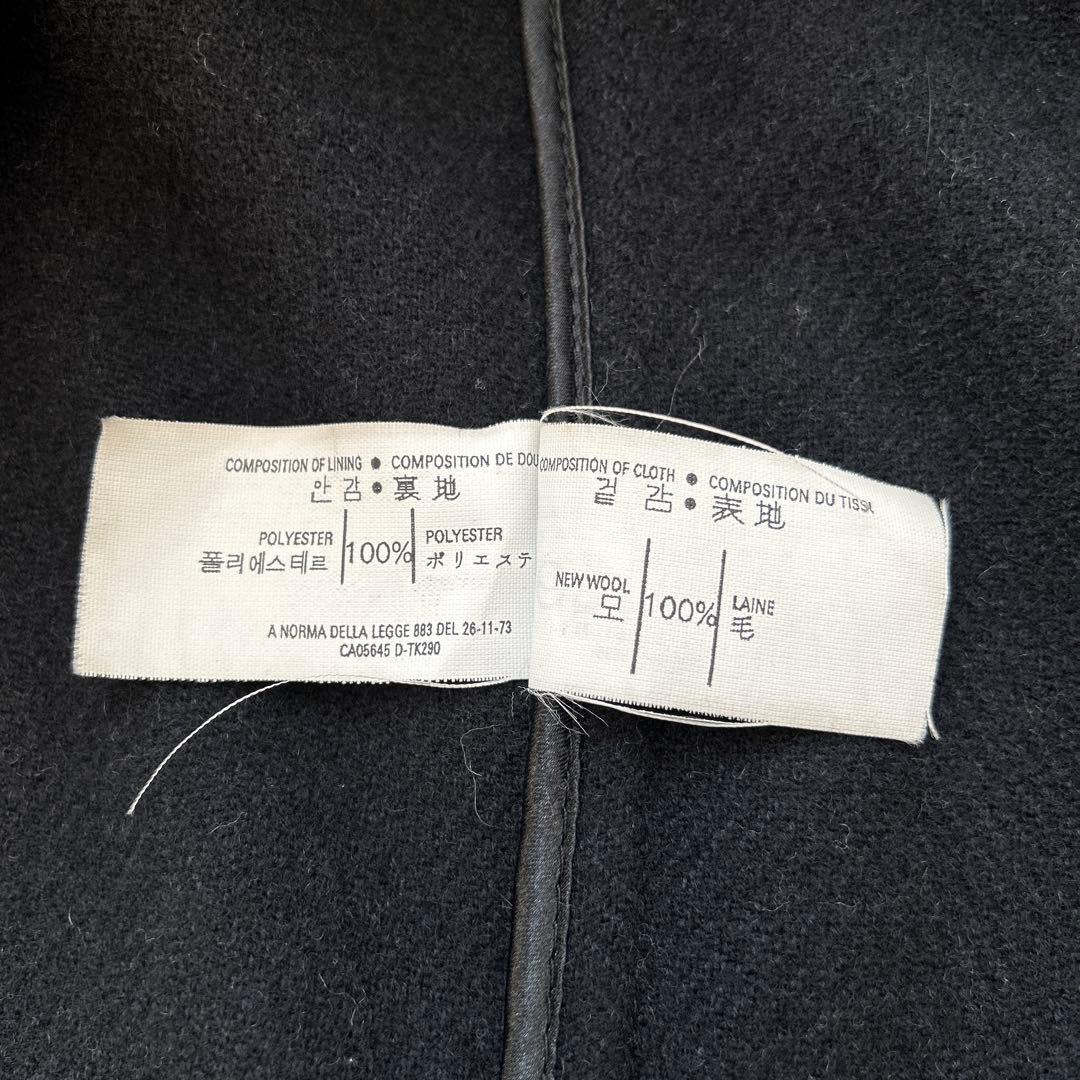 COMPOSITION OF LINING • COMPOSITION DE DOU
안 감 • 裏 地
POLYESTER 100% POLYESTER
폴리에스테르 ポリエステ
A NORMA DELLA LEGGE 883 DEL 26-11-73
CA05645 D-TK290
COMPOSITION OF CLOTH • COMPOSITION DU TISSU
겉 감 • 表 地
NEW WOOL 100% LAINE
모 毛